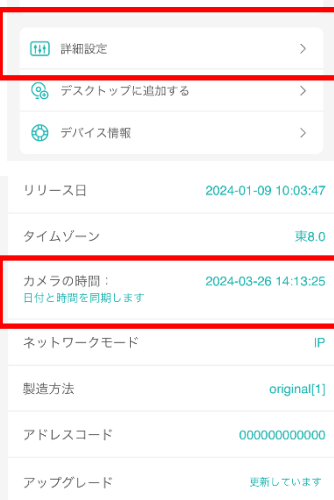 詳細設定
デスクトップに追加する
デバイス情報
リリース日 2024-01-09 10:03:47
タイムゾーン 東8.0
カメラの時間： 2024-03-26 14:13:25
日付と時間を同期します
ネットワークモード IP
製造方法 original[1]
アドレスコード 000000000000
アップグレード 更新しています